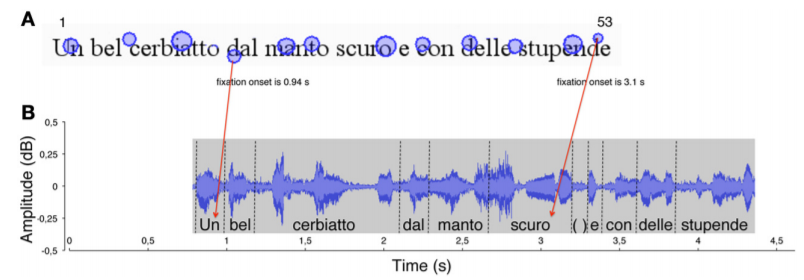 A
1 53
Un bel cerbiatto dal manto scuro e con delle stupende
fixation onset is 0.94 s fixation onset is 3.1 s
B
Amplitude (dB)
0,5
0,25
0
-0,25
-0,5
Un bel cerbiatto dal manto scuro ( ) e con delle stupende
0 0,5 1 1,5 2 2,5 3 3,5 4 4,5
Time (s)